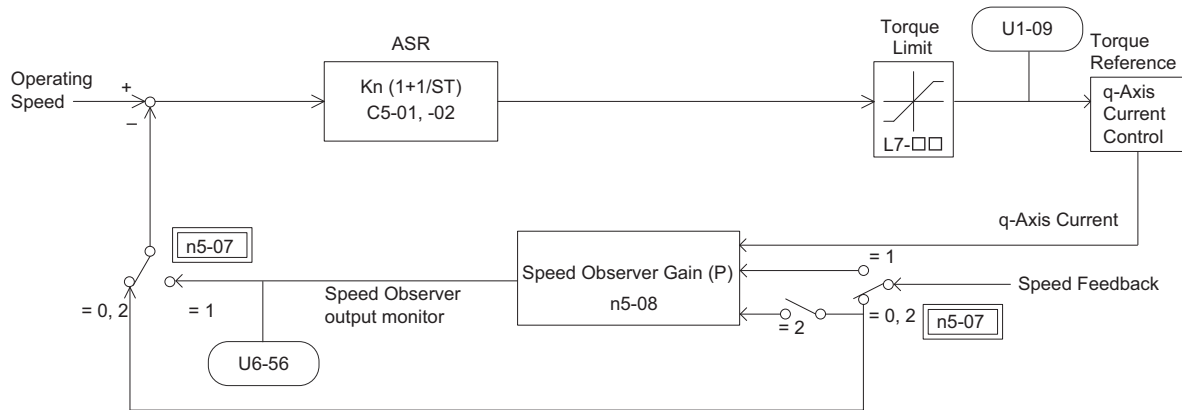 ASR
Torque
Limit
U1-09
Torque
Reference
Operating
Speed
+
–
Kn (1+1/ST)
C5-01, -02
L7-□□
q-Axis
Current
Control
q-Axis Current
n5-07
= 0, 2
= 1
Speed Observer
output monitor
U6-56
Speed Observer Gain (P)
n5-08
= 1
Speed Feedback
= 2
= 0, 2
n5-07